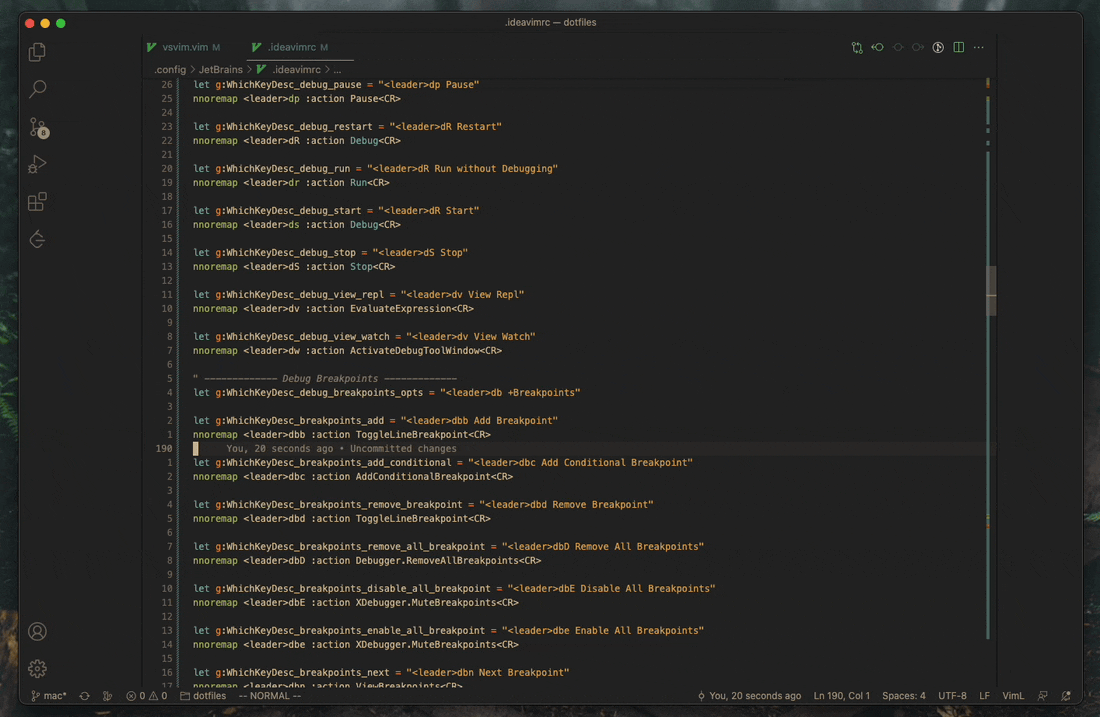 .ideavimrc — dotfiles
vsvim.vim M
.ideavimrc M
.config > JetBrains > .ideavimrc > ...
26 let g:WhichKeyDesc_debug_pause = "<leader>dp Pause"
25 nnoremap <leader>dp :action Pause<CR>
24
23 let g:WhichKeyDesc_debug_restart = "<leader>dR Restart"
22 nnoremap <leader>dR :action Debug<CR>
21
20 let g:WhichKeyDesc_debug_run = "<leader>dR Run without Debugging"
19 nnoremap <leader>dr :action Run<CR>
18
17 let g:WhichKeyDesc_debug_start = "<leader>dR Start"
16 nnoremap <leader>ds :action Debug<CR>
15
14 let g:WhichKeyDesc_debug_stop = "<leader>dS Stop"
13 nnoremap <leader>dS :action Stop<CR>
12
11 let g:WhichKeyDesc_debug_view_repl = "<leader>dv View Repl"
10 nnoremap <leader>dv :action EvaluateExpression<CR>
9
8 let g:WhichKeyDesc_debug_view_watch = "<leader>dv View Watch"
7 nnoremap <leader>dw :action ActivateDebugToolWindow<CR>
6
5 " ————————————— Debug Breakpoints —————————————
4 let g:WhichKeyDesc_debug_breakpoints_opts = "<leader>db +Breakpoints"
3
2 let g:WhichKeyDesc_breakpoints_add = "<leader>dbb Add Breakpoint"
1 nnoremap <leader>dbb :action ToggleLineBreakpoint<CR>
190 You, 20 seconds ago • Uncommitted changes
1 let g:WhichKeyDesc_breakpoints_add_conditional = "<leader>dbc Add Conditional Breakpoint"
2 nnoremap <leader>dbc :action AddConditionalBreakpoint<CR>
3
4 let g:WhichKeyDesc_breakpoints_remove_breakpoint = "<leader>dbd Remove Breakpoint"
5 nnoremap <leader>dbd :action ToggleLineBreakpoint<CR>
6
7 let g:WhichKeyDesc_breakpoints_remove_all_breakpoint = "<leader>dbD Remove All Breakpoints"
8 nnoremap <leader>dbD :action Debugger.RemoveAllBreakpoints<CR>
9
10 let g:WhichKeyDesc_breakpoints_disable_all_breakpoint = "<leader>dbE Disable All Breakpoints"
11 nnoremap <leader>dbE :action XDebugger.MuteBreakpoints<CR>
12
13 let g:WhichKeyDesc_breakpoints_enable_all_breakpoint = "<leader>dbe Enable All Breakpoints"
14 nnoremap <leader>dbe :action XDebugger.MuteBreakpoints<CR>
15
16 let g:WhichKeyDesc_breakpoints_next = "<leader>dbn Next Breakpoint"
17 nnoremap <leader>dbn :action ViewBreakpoints<CR>
8
mac* 0 0 dotfiles -- NORMAL -- You, 20 seconds ago Ln 190, Col 1 Spaces: 4 UTF-8 LF VimL